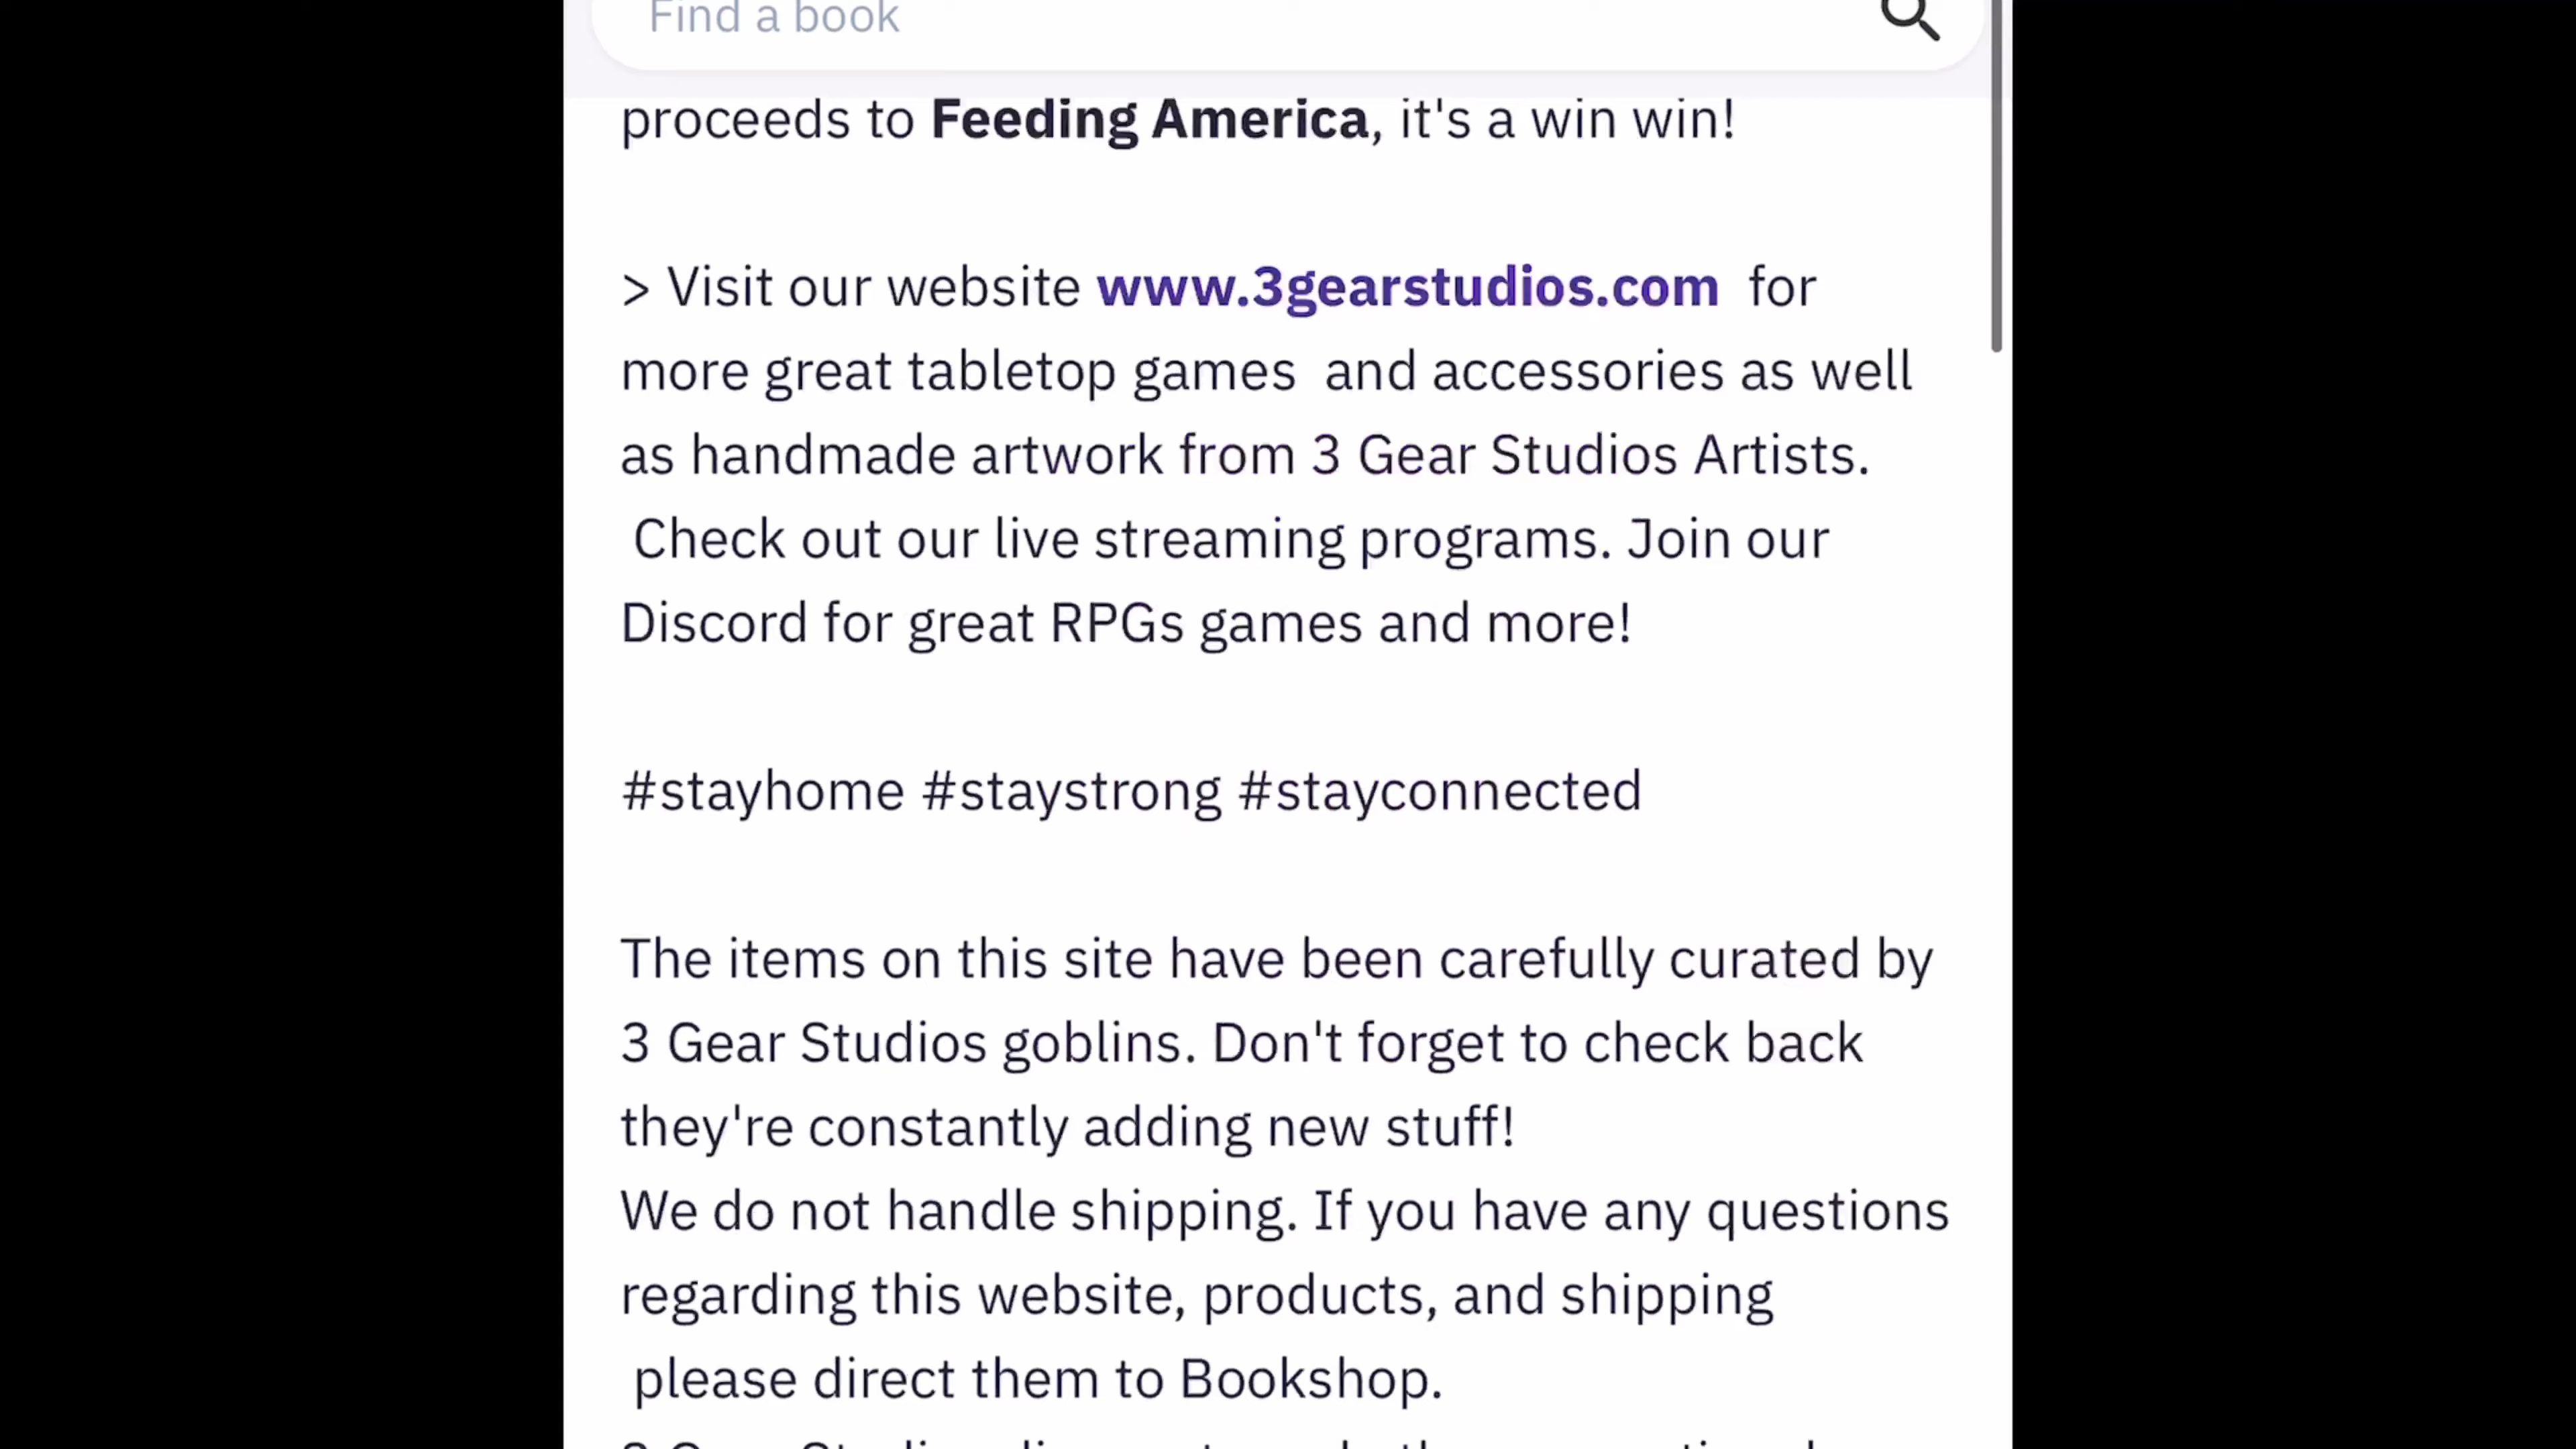 Find a book
proceeds to Feeding America, it's a win win!
> Visit our website www.3gearstudios.com for
more great tabletop games and accessories as well
as handmade artwork from 3 Gear Studios Artists.
Check out our live streaming programs. Join our
Discord for great RPGs games and more!
#stayhome #staystrong #stayconnected
The items on this site have been carefully curated by
3 Gear Studios goblins. Don't forget to check back
they're constantly adding new stuff!
We do not handle shipping. If you have any questions
regarding this website, products, and shipping
please direct them to Bookshop.